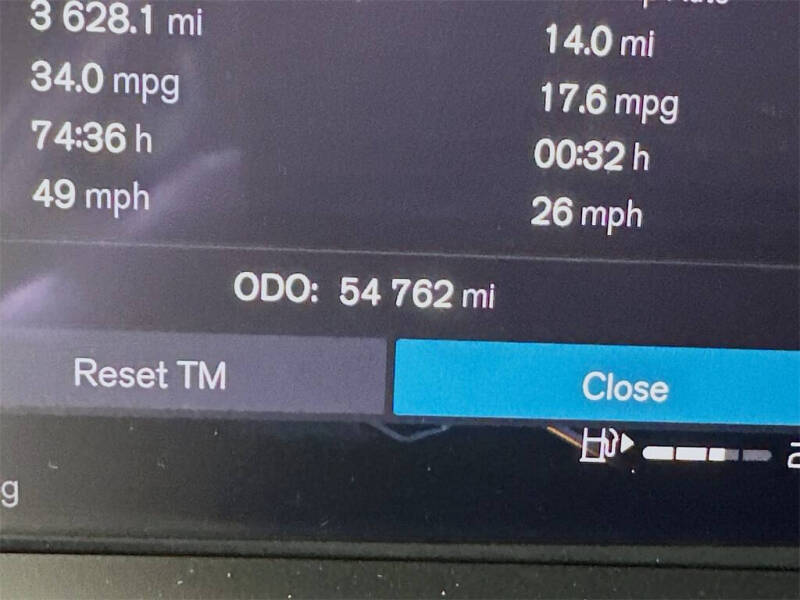 3 628.1 mi
34.0 mpg
74:36 h
49 mph
14.0 mi
17.6 mpg
00:32 h
26 mph
ODO: 54 762 mi
Reset TM
Close
g